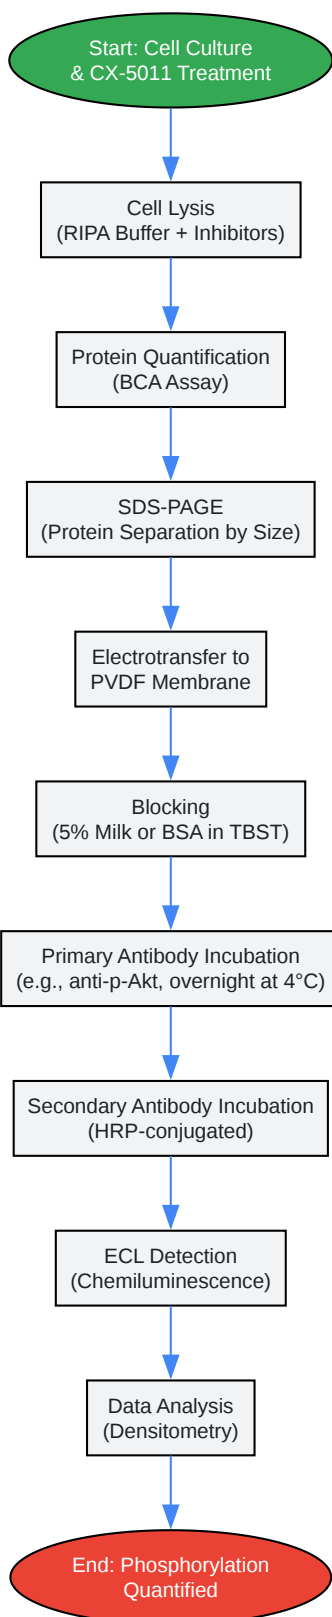 Start: Cell Culture
& CX-5011 Treatment
Cell Lysis
(RIPA Buffer + Inhibitors)
Protein Quantification
(BCA Assay)
SDS-PAGE
(Protein Separation by Size)
Electrotransfer to
PVDF Membrane
Blocking
(5% Milk or BSA in TBST)
Primary Antibody Incubation
(e.g., anti-p-Akt, overnight at 4°C)
Secondary Antibody Incubation
(HRP-conjugated)
ECL Detection
(Chemiluminescence)
Data Analysis
(Densitometry)
End: Phosphorylation
Quantified